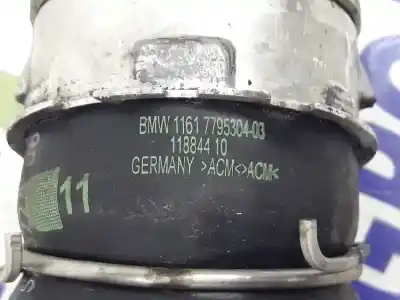 BMW 1161 7795304-03
118844 10
GERMANY >ACM<>ACM<
11